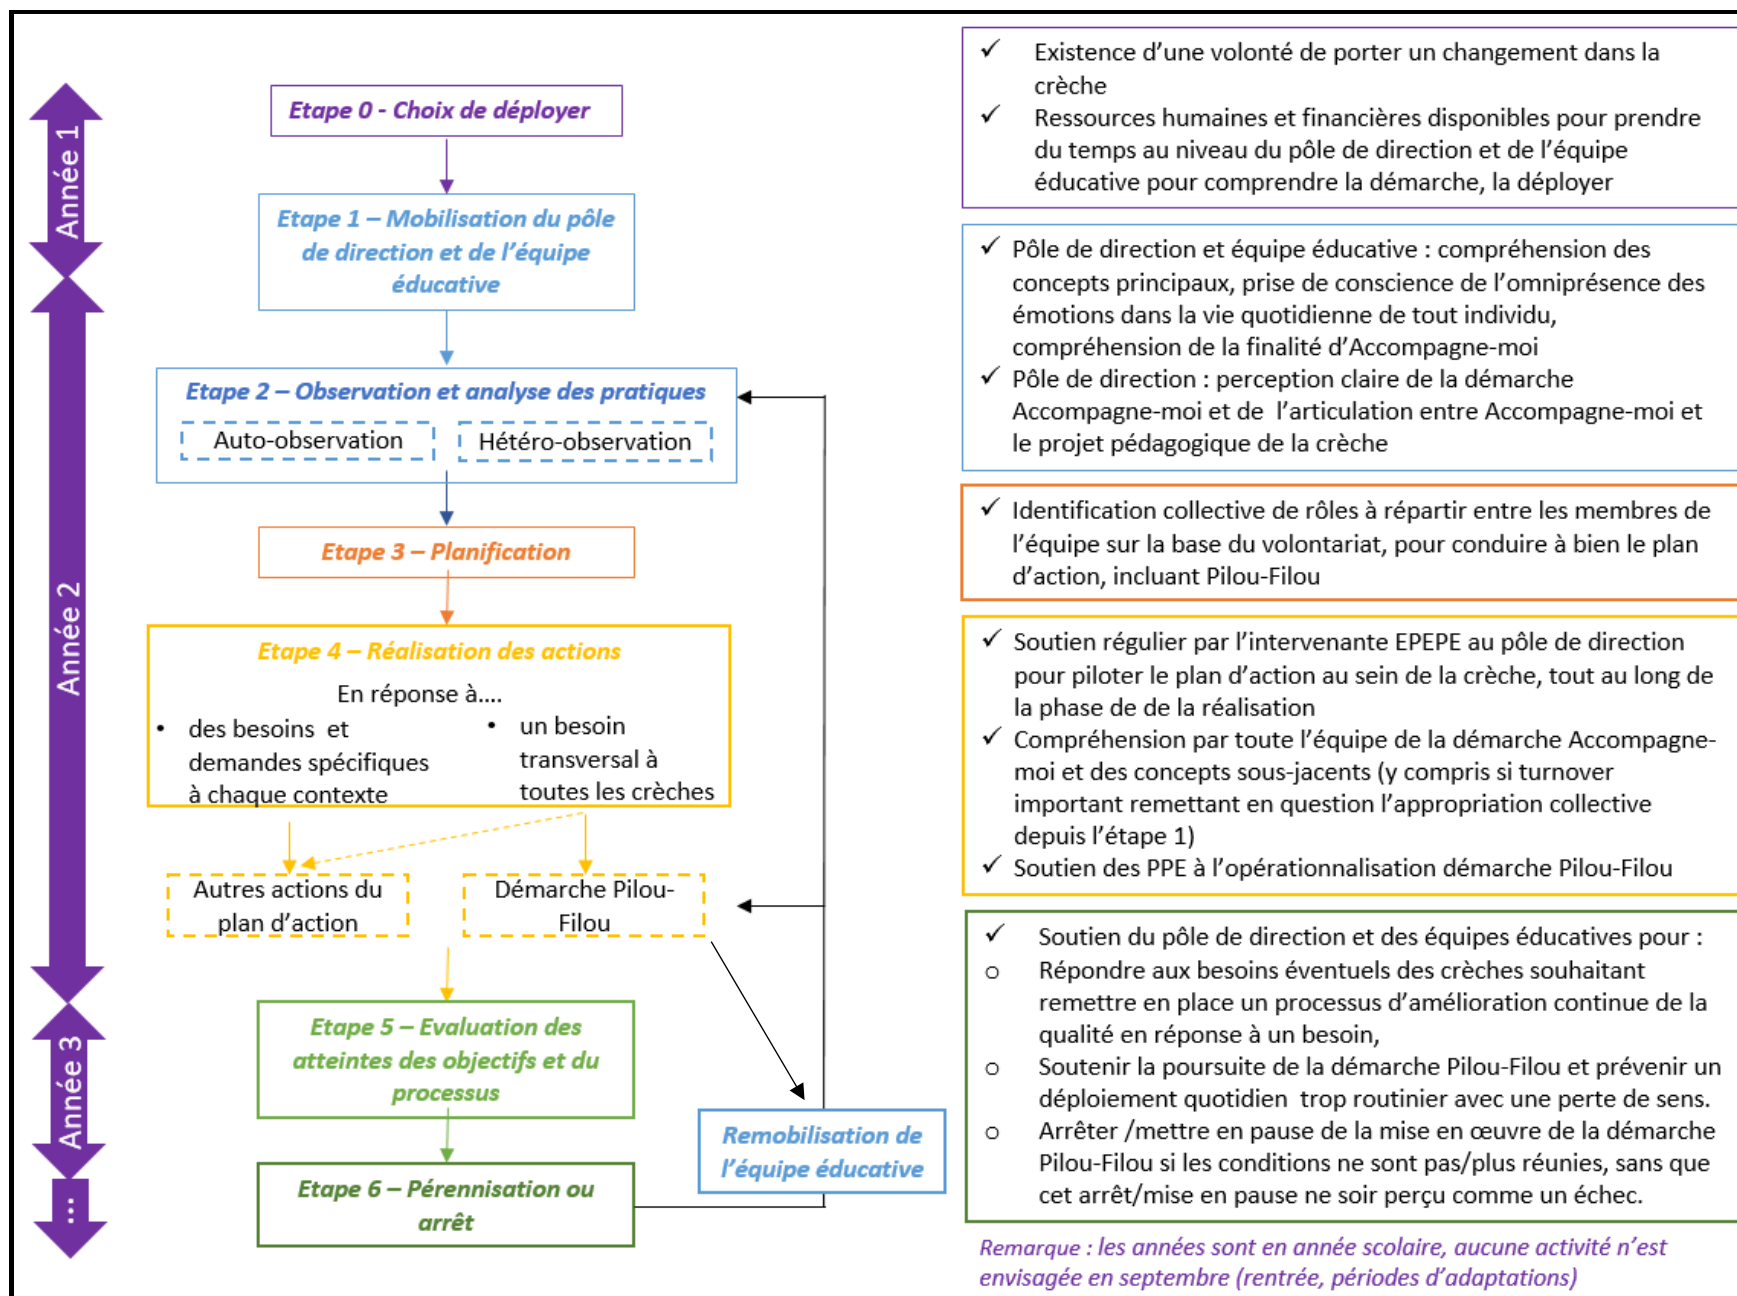 Année 1
Année 2
Année 3
...
Etape 0 - Choix de déployer
Etape 1 – Mobilisation du pôle
de direction et de l'équipe
éducative
Etape 2 – Observation et analyse des pratiques
Auto-observation
Hétéro-observation
Etape 3 – Planification
Etape 4 – Réalisation des actions
En réponse à....
• des besoins et
demandes spécifiques
à chaque contexte
• un besoin
transversal à
toutes les crèches
Autres actions du
plan d'action
Démarche Pilou-
Filou
Etape 5 – Evaluation des
atteintes des objectifs et du
processus
Remobilisation de
l'équipe éducative
Etape 6 – Pérennisation ou
arrêt
✓ Existence d'une volonté de porter un changement dans la
crèche
✓ Ressources humaines et financières disponibles pour prendre
du temps au niveau du pôle de direction et de l'équipe
éducative pour comprendre la démarche, la déployer
✓ Pôle de direction et équipe éducative : compréhension des
concepts principaux, prise de conscience de l'omniprésence des
émotions dans la vie quotidienne de tout individu,
compréhension de la finalité d'Accompagne-moi
✓ Pôle de direction : perception claire de la démarche
Accompagne-moi et de l'articulation entre Accompagne-moi et
le projet pédagogique de la crèche
✓ Identification collective de rôles à répartir entre les membres de
l'équipe sur la base du volontariat, pour conduire à bien le plan
d'action, incluant Pilou-Filou
✓ Soutien régulier par l'intervenante EPEPE au pôle de direction
pour piloter le plan d'action au sein de la crèche, tout au long de
la phase de de la réalisation
✓ Compréhension par toute l'équipe de la démarche Accompagne-
moi et des concepts sous-jacents (y compris si turnover
important remettant en question l'appropriation collective
depuis l'étape 1)
✓ Soutien des PPE à l'opérationnalisation démarche Pilou-Filou
✓ Soutien du pôle de direction et des équipes éducatives pour :
o Répondre aux besoins éventuels des crèches souhaitant
remettre en place un processus d'amélioration continue de la
qualité en réponse à un besoin,
o Soutenir la poursuite de la démarche Pilou-Filou et prévenir un
déploiement quotidien trop routinier avec une perte de sens.
o Arrêter /mettre en pause de la mise en œuvre de la démarche
Pilou-Filou si les conditions ne sont pas/plus réunies, sans que
cet arrêt/mise en pause ne soir perçu comme un échec.
Remarque : les années sont en année scolaire, aucune activité n'est
envisagée en septembre (rentrée, périodes d'adaptations)